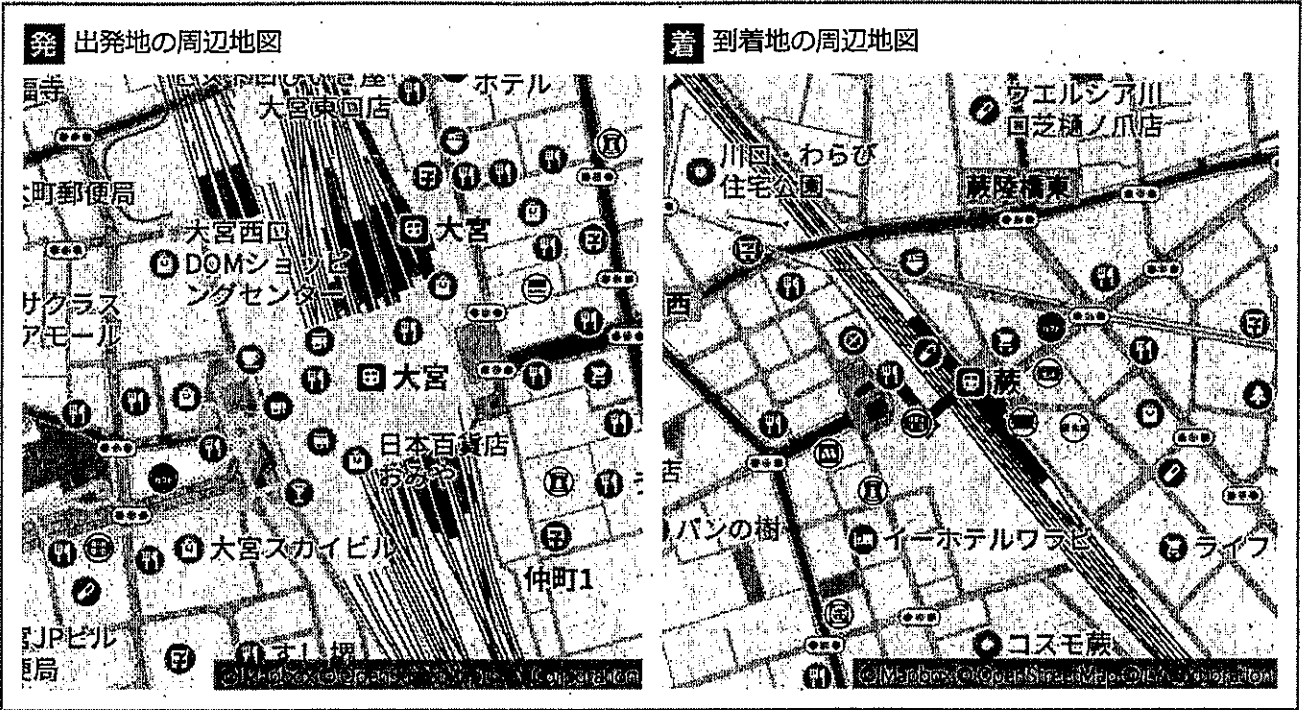 発 出発地の周辺地図
ホテル
大宮東口店
町郵便局
大宮
大宮西口
DOMショッピ
ングセンター
サクラス
アモール
大宮
日本百貨店
おみや
大宮スカイビル
仲町1
宮JPビル
便局
着 到着地の周辺地図
ウエルシア川
口芝樋ノ爪店
川口・わらび
住宅公園
蕨陸橋東
西
蕨
店
パンの樹
イーホテルワラビ
ライフ
コスモ蕨